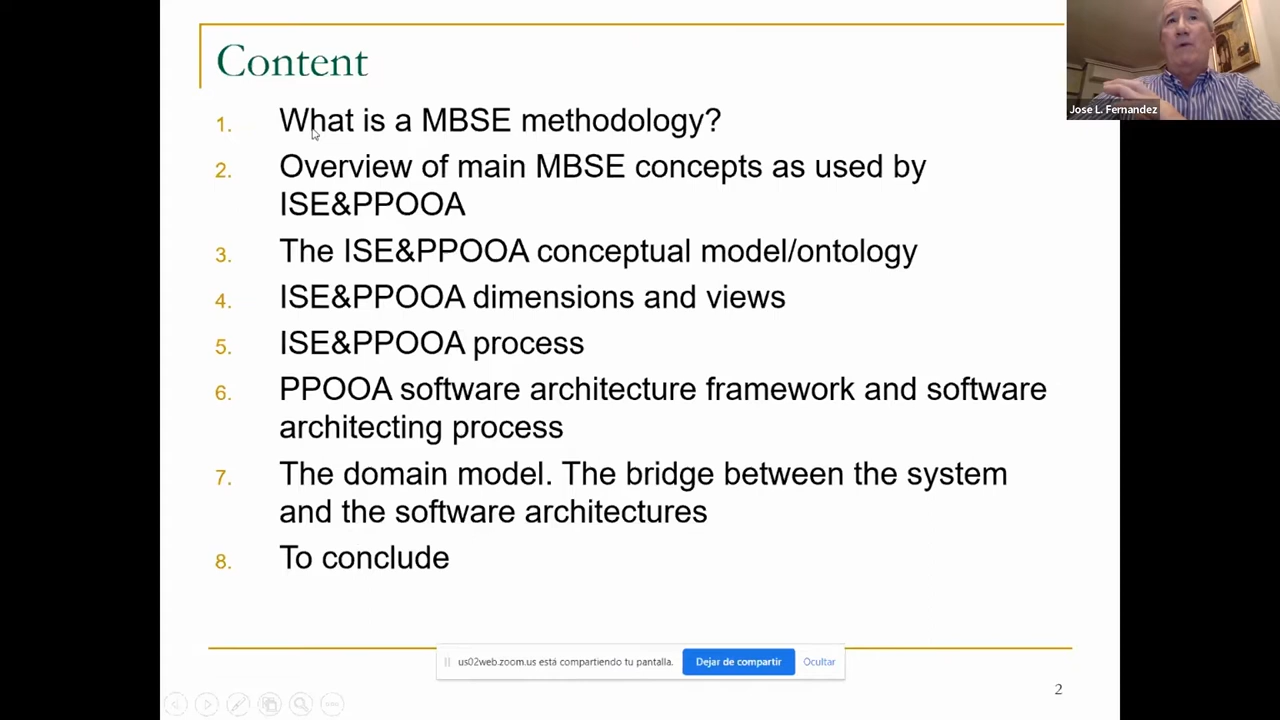 Content
1. What is a MBSE methodology?
2. Overview of main MBSE concepts as used by
ISE&PPOOA
3. The ISE&PPOOA conceptual model/ontology
4. ISE&PPOOA dimensions and views
5. ISE&PPOOA process
6. PPOOA software architecture framework and software
architecting process
7. The domain model. The bridge between the system
and the software architectures
8. To conclude
Jose L. Fernandez
us02web.zoom.us está compartiendo tu pantalla.
Dejar de compartir
Ocultar
2